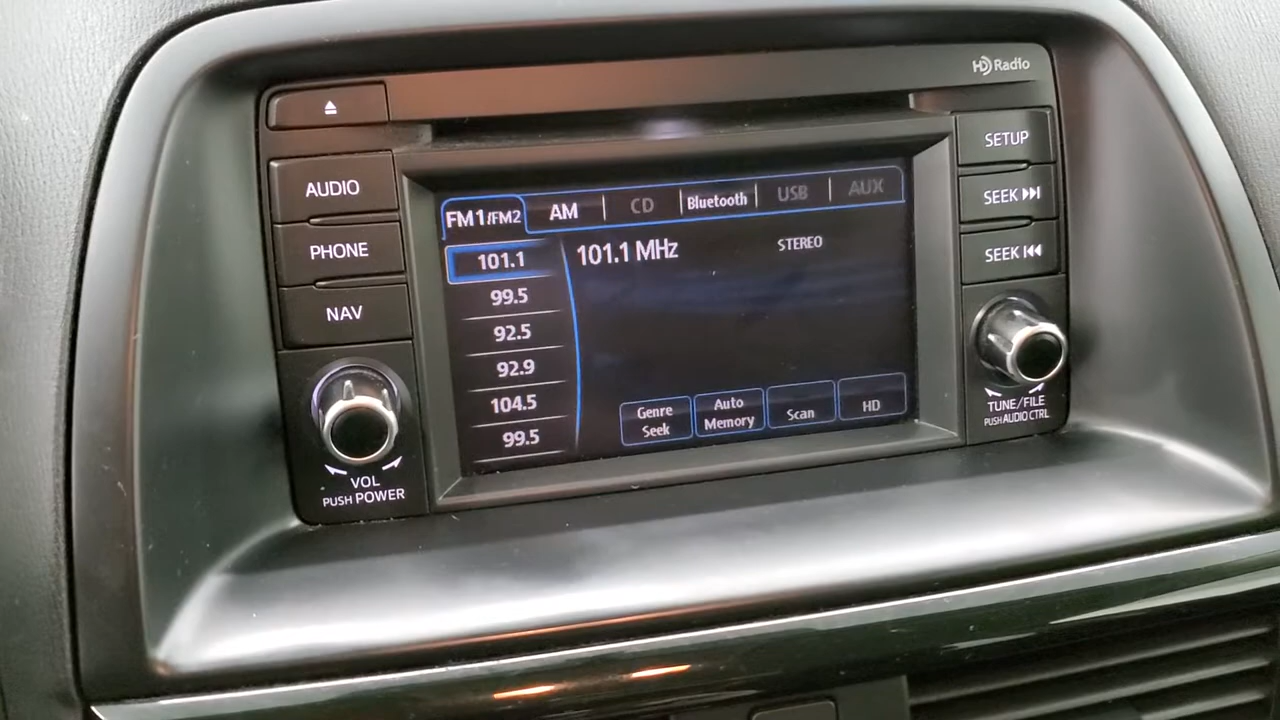 HD Radio
AUDIO
PHONE
NAV
VOL
PUSH POWER
FM1/FM2 AM CD Bluetooth USB AUX
101.1
99.5
92.5
92.9
104.5
99.5
101.1 MHz STEREO
Genre
Seek
Auto
Memory
Scan
HD
SETUP
SEEK
SEEK
TUNE/FILE
PUSH AUDIO CTRL